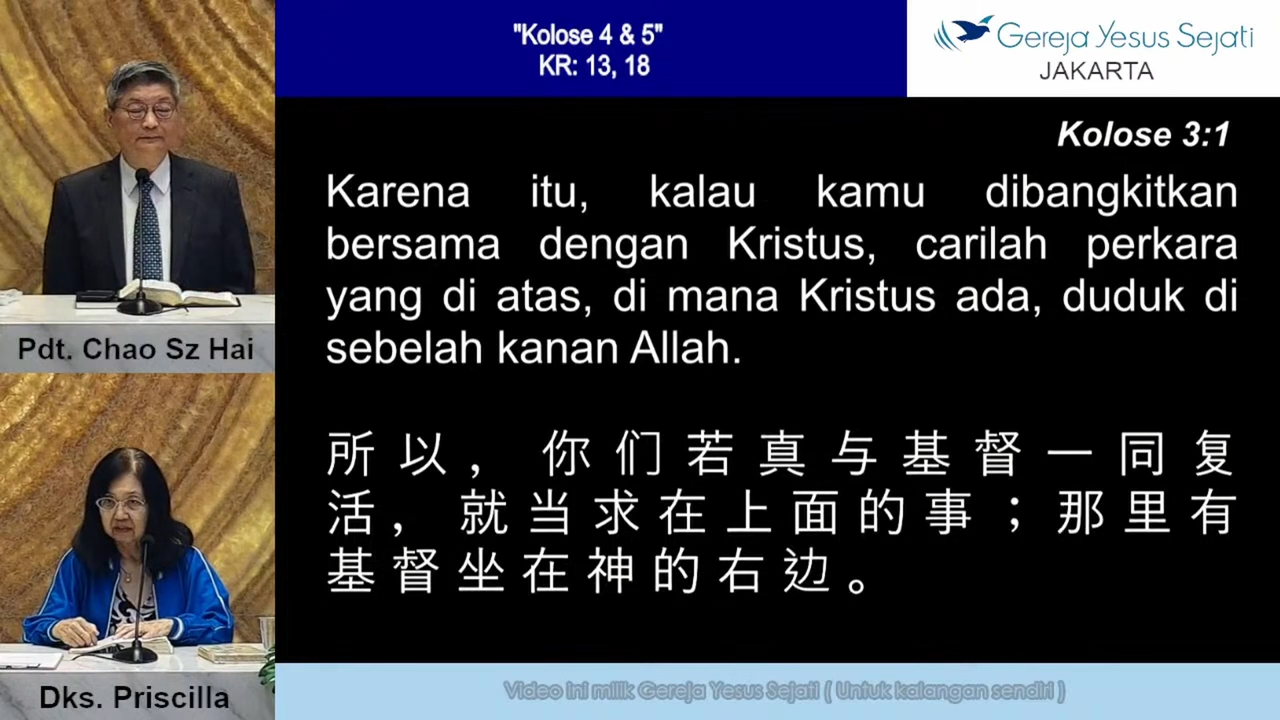 "Kolose 4 & 5"
KR: 13, 18
Gereja Yesus Sejati
JAKARTA
Kolose 3:1
Karena itu, kalau kamu dibangkitkan
bersama dengan Kristus, carilah perkara
yang di atas, di mana Kristus ada, duduk di
sebelah kanan Allah.
所以，你们若真与基督一同复
活，就当求在上面的事；那里有
基督坐在神的右边。
Pdt. Chao Sz Hai
Dks. Priscilla
Video ini milik Gereja Yesus Sejati ( Untuk kalangan sendiri )